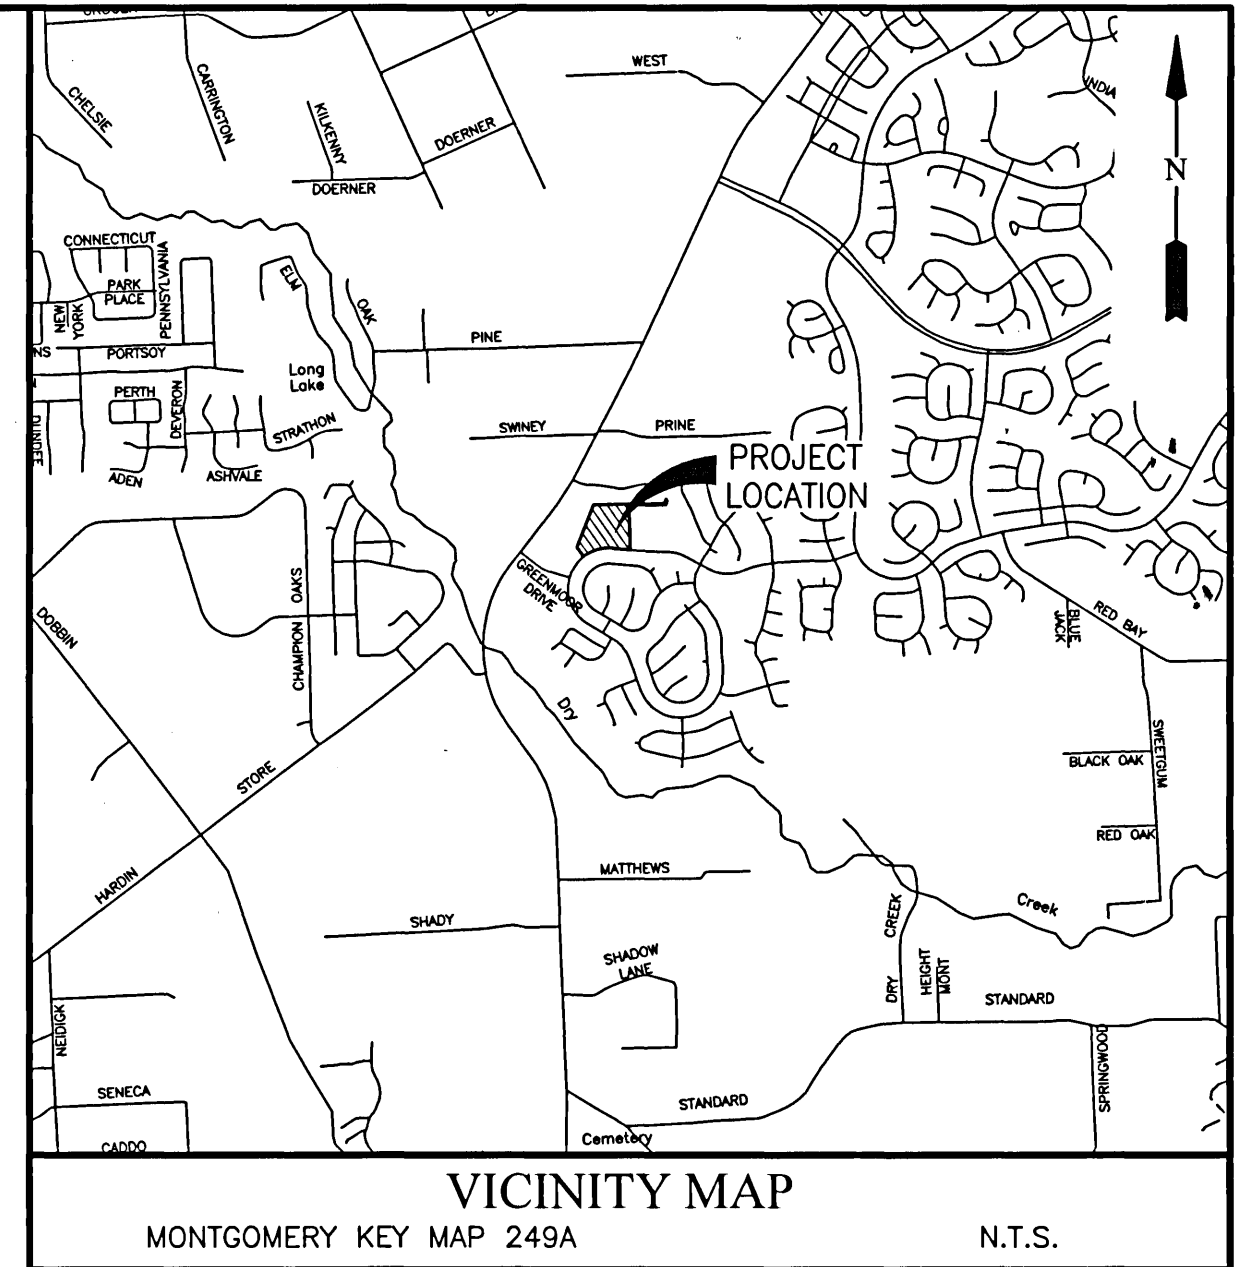 WEST
INDIA
CHELSIE
CARRINGTON
KILKENNY
DOERNER
DOERNER
N
CONNECTICUT
PARK
PLACE
PENNSYLVANIA
NEW
YORK
ELM
OAK
PINE
NS
PORTSOY
Long
Lake
PERTH
DEVERON
DUNDEE
STRATHON
ADEN
ASHVALE
SWINEY
PRINE
PROJECT
LOCATION
GREENMOOR
DRIVE
CHAMPION OAKS
DOBBIN
RED BAY
BLUE
JACK
Dry
SWEETGUM
BLACK OAK
RED OAK
STORE
HARDIN
MATTHEWS
SHADY
Creek
DRY CREEK
SHADOW
LANE
HEIGHT
MONT
STANDARD
NEIDIGK
SPRINGWOOD
SENECA
STANDARD
CADDO
Cemetery
VICINITY MAP
MONTGOMERY KEY MAP 249A
N.T.S.